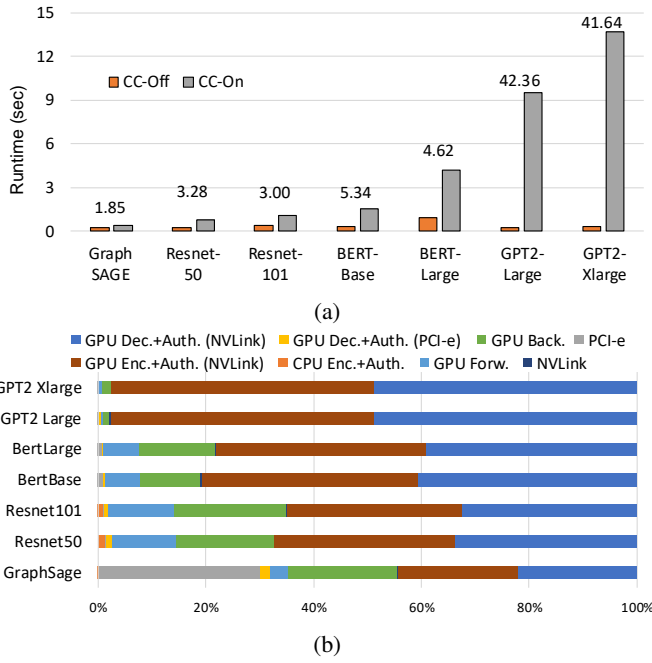 15
12
9
6
3
0
Runtime (sec)
CC-Off CC-On
1.85
3.28
3.00
5.34
4.62
42.36
41.64
Graph SAGE
Resnet-50
Resnet-101
BERT-Base
BERT-Large
GPT2-Large
GPT2-Xlarge
(a)
GPU Dec.+Auth. (NVLink) GPU Dec.+Auth. (PCI-e) GPU Back. PCI-e
GPU Enc.+Auth. (NVLink) CPU Enc.+Auth. GPU Forw. NVLink
GPT2 Xlarge
GPT2 Large
BertLarge
BertBase
Resnet101
Resnet50
GraphSage
0% 20% 40% 60% 80% 100%
(b)